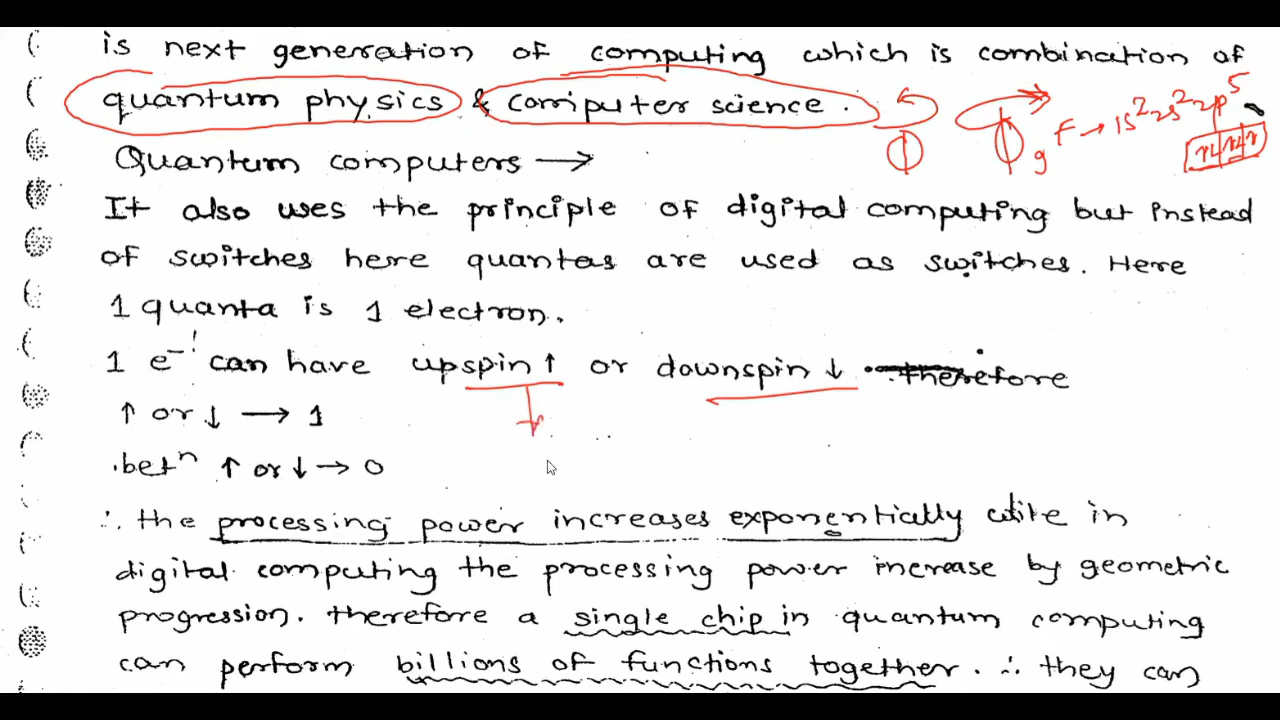 is next generation of computing which is combination of
quantum physics & computer science.
F → 1s² 2s² 2p⁵
g
Quantum computers →
It also uses the principle of digital computing but instead
of switches here quantas are used as switches. Here
1 quanta is 1 electron.
1 e⁻ can have upspin ↑ or downspin ↓ therefore
↑ or ↓ → 1
betⁿ ↑ or ↓ → 0
∴ the processing power increases exponentially in
digital computing the processing power increase by geometric
progression. therefore a single chip in quantum computing
can perform billions of functions together. ∴ they can